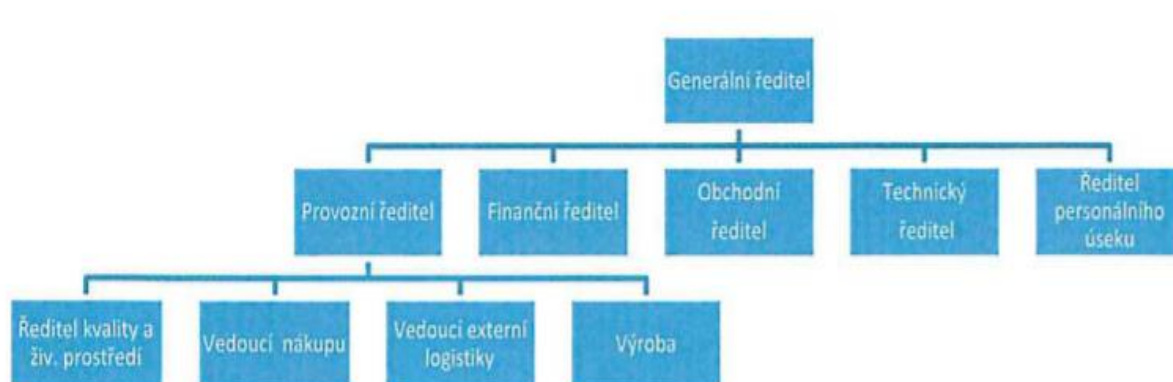 Generální ředitel
Provozní ředitel
Finanční ředitel
Obchodní
ředitel
Technický
ředitel
Ředitel
personálního
úseku
Ředitel kvality a
živ. prostředí
Vedoucí nákupu
Vedoucí externí
logistiky
Výroba